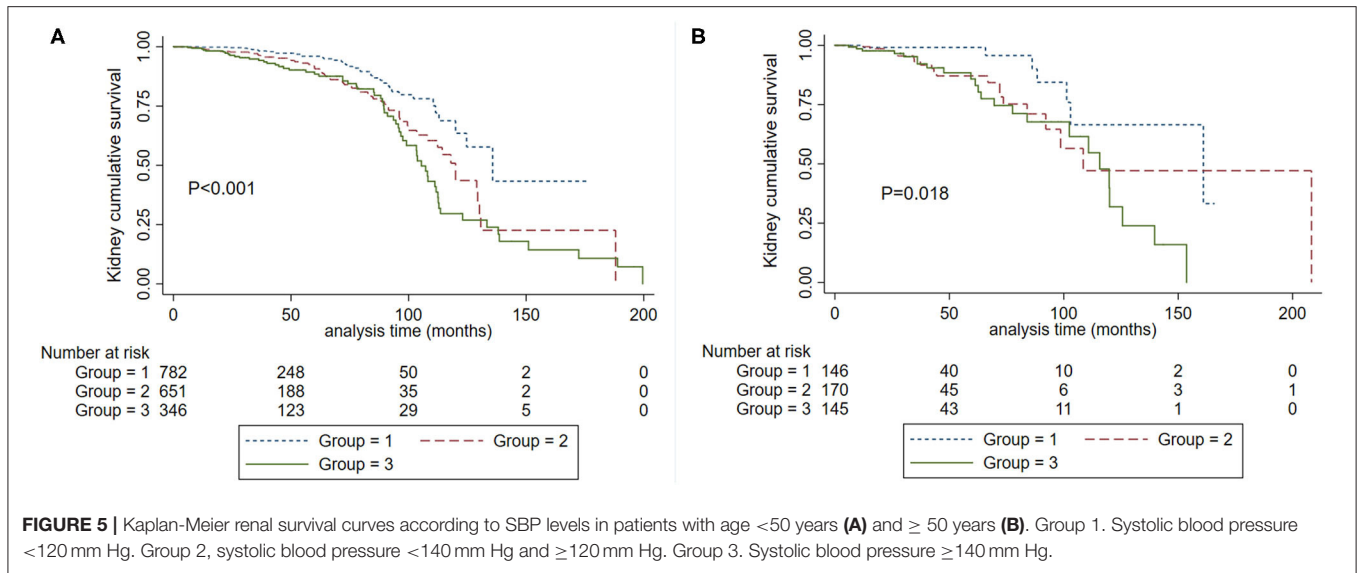 A
Kidney cumulative survival
1.00
0.75
0.50
0.25
0.00
P<0.001
0 50 100 150 200
analysis time (months)
Number at risk
Group = 1 782 248 50 2 0
Group = 2 651 188 35 2 0
Group = 3 346 123 29 5 0
Group = 1 Group = 2
Group = 3
B
Kidney cumulative survival
1.00
0.75
0.50
0.25
0.00
P=0.018
0 50 100 150 200
analysis time (months)
Number at risk
Group = 1 146 40 10 2 0
Group = 2 170 45 6 3 1
Group = 3 145 43 11 1 0
Group = 1 Group = 2
Group = 3
FIGURE 5 | Kaplan-Meier renal survival curves according to SBP levels in patients with age <50 years (A) and ≥ 50 years (B). Group 1. Systolic blood pressure
<120 mm Hg. Group 2, systolic blood pressure <140 mm Hg and ≥120 mm Hg. Group 3. Systolic blood pressure ≥140 mm Hg.